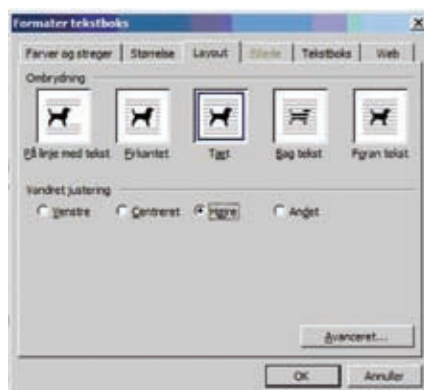 Formater tekstboks
Farver og streger Størrelse Layout Billede Tekstboks Web
Ombrydning
På linje med tekst Firkantet Tæt Bag tekst Foran tekst
Vandret justering
Venstre Centreret Højre Andet
Avanceret...
OK Annuller